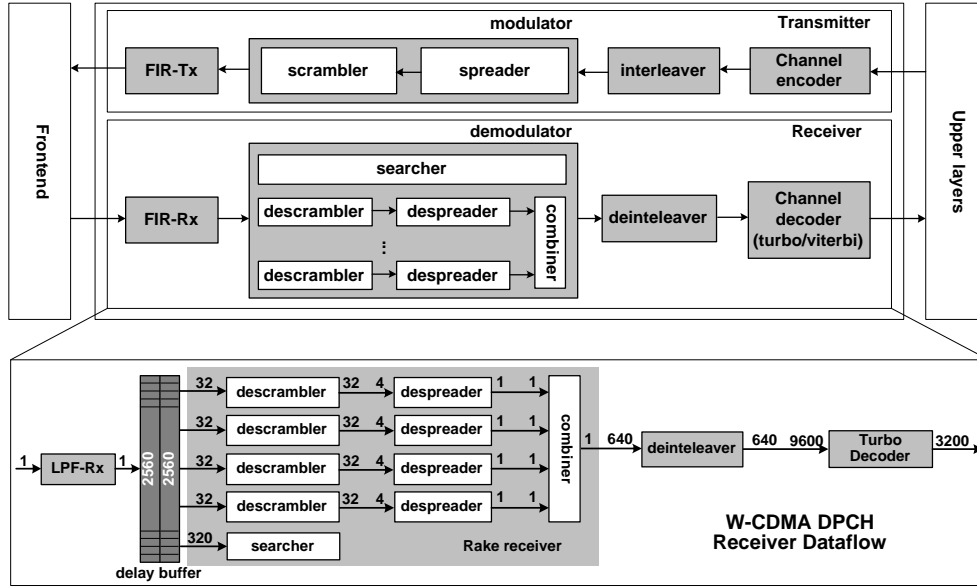 modulator
Transmitter
FIR-Tx
scrambler
spreader
interleaver
Channel
encoder
Frontend
Upper layers
demodulator
Receiver
searcher
FIR-Rx
descrambler
despreader
combiner
deinteleaver
Channel
decoder
(turbo/viterbi)
...
descrambler
despreader
32
descrambler
32 4
despreader
1 1
32
descrambler
32 4
despreader
1 1
combiner
1 640
deinteleaver
640 9600
Turbo
Decoder
3200
1
LPF-Rx
1
2560
2560
32
descrambler
32 4
despreader
1 1
32
descrambler
32 4
despreader
1 1
320
searcher
Rake receiver
delay buffer
W-CDMA DPCH
Receiver Dataflow